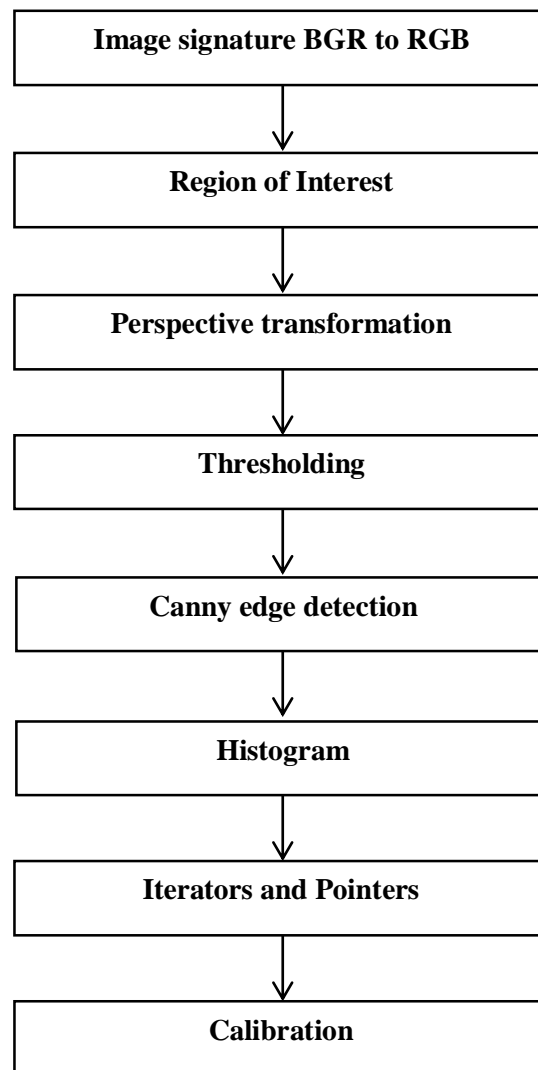 Image signature BGR to RGB
Region of Interest
Perspective transformation
Thresholding
Canny edge detection
Histogram
Iterators and Pointers
Calibration